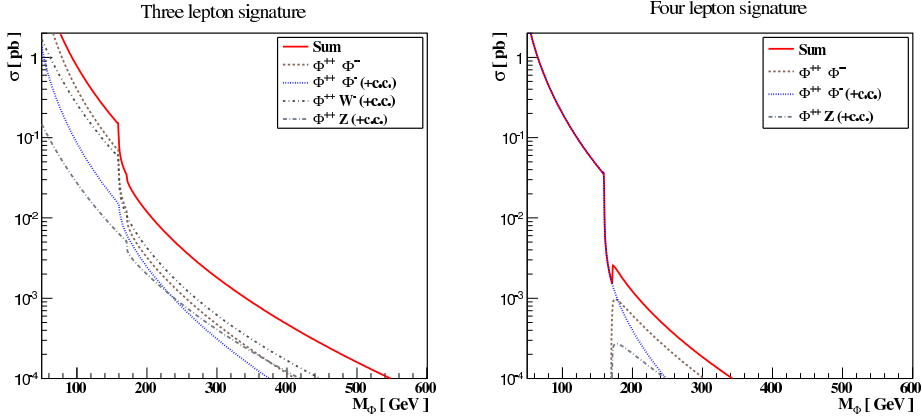 Three lepton signature
σ [ pb ]
1
10⁻¹
10⁻²
10⁻³
10⁻⁴
100 200 300 400 500 600
M_Φ [ GeV ]
Sum
Φ⁺⁺ Φ⁻⁻
Φ⁺⁺ Φ⁻ (+c.c.)
Φ⁺⁺ W⁻ (+c.c.)
Φ⁺⁺ Z (+c.c.)
Four lepton signature
σ [ pb ]
1
10⁻¹
10⁻²
10⁻³
10⁻⁴
100 200 300 400 500 600
M_Φ [ GeV ]
Sum
Φ⁺⁺ Φ⁻⁻
Φ⁺⁺ Φ⁻ (+c.c.)
Φ⁺⁺ Z (+c.c.)